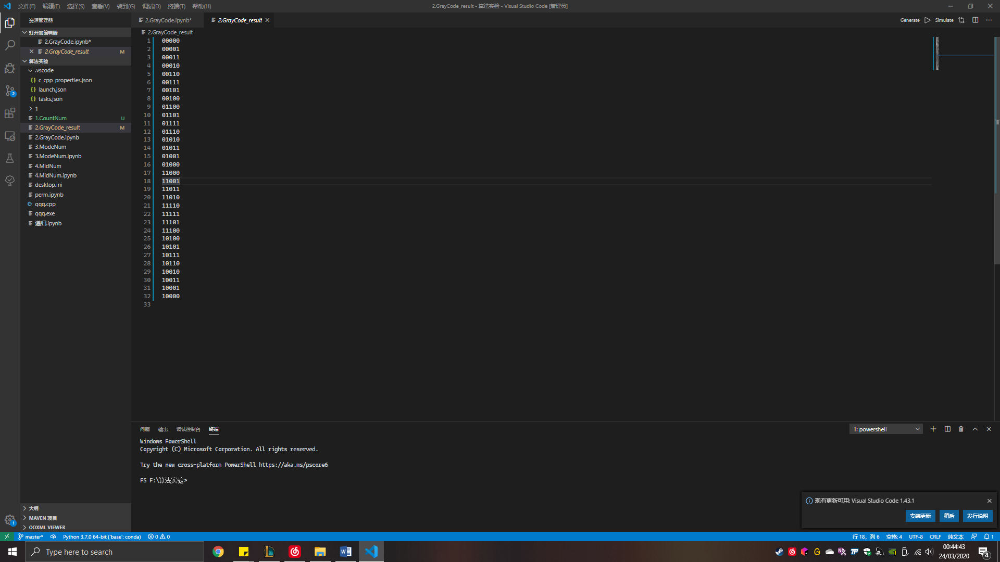 文件(F) 编辑(E) 选择(S) 查看(V) 转到(G) 调试(D) 终端(T) 帮助(H)
2.GrayCode_result - 算法实验 - Visual Studio Code [管理员]
资源管理器
打开的编辑器
2.GrayCode.ipynb*
2.GrayCode_result M
算法实验
.vscode
c_cpp_properties.json
launch.json
tasks.json
1
1.CountNum U
2.GrayCode_result M
2.GrayCode.ipynb
3.ModeNum
3.ModeNum.ipynb
4.MidNum
4.MidNum.ipynb
desktop.ini
perm.ipynb
qqq.cpp
qqq.exe
递归.ipynb
大纲
MAVEN 项目
OOXML VIEWER
2
1
2.GrayCode.ipynb* 2.GrayCode_result
Generate Simulate
2.GrayCode_result
1 00000
2 00001
3 00011
4 00010
5 00110
6 00111
7 00101
8 00100
9 01100
10 01101
11 01111
12 01110
13 01010
14 01011
15 01001
16 01000
17 11000
18 11001
19 11011
20 11010
21 11110
22 11111
23 11101
24 11100
25 10100
26 10101
27 10111
28 10110
29 10010
30 10011
31 10001
32 10000
33
问题 输出 调试控制台 终端
1: powershell
Windows PowerShell
Copyright (C) Microsoft Corporation. All rights reserved.
Try the new cross-platform PowerShell https://aka.ms/pscore6
PS F:\算法实验>
现有更新可用: Visual Studio Code 1.43.1
安装更新 稍后 发行说明
master* Python 3.7.0 64-bit ('base': conda) 0 0
行 18，列 6 空格: 4 UTF-8 CRLF 纯文本 1
Type here to search
00:44:43
24/03/2020
4